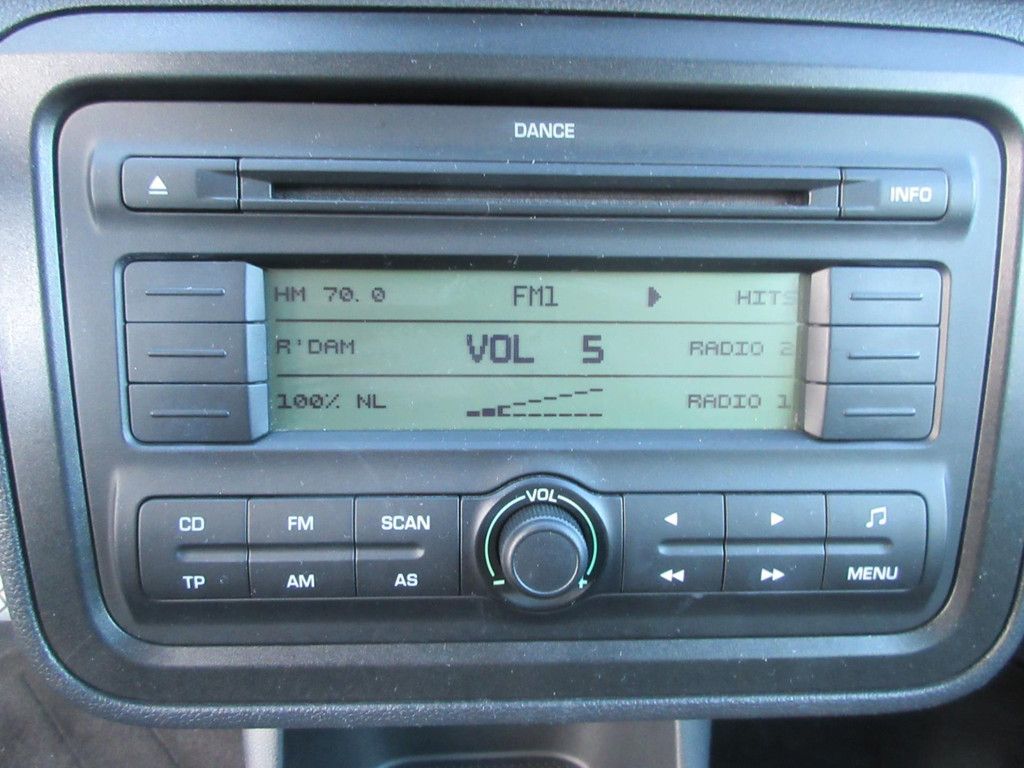 DANCE
INFO
HM 70.0 FM1 HITS
R'DAM VOL 5 RADIO 2
100% NL RADIO 1
VOL
CD FM SCAN
TP AM AS MENU